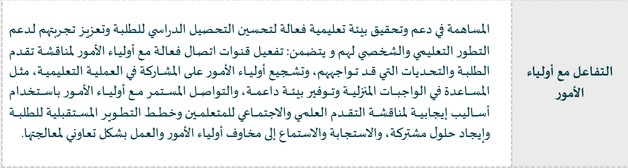 التفاعل مع أولياء
الأمور
المساهمة في دعم وتحقيق بيئة تعليمية فعالة لتحسين التحصيل الدراسي للطلبة وتعزيز تجربتهم لدعم
التطور التعليمي والشخصي لهم و يتضمن: تفعيل قنوات اتصال فعالة مع أولياء الأمور لمناقشة تقدم
الطلبة والتحديات التي قد تواجههم، وتشجيع أولياء الأمور على المشاركة في العملية التعليمية، مثل
المساعدة في الواجبات المنزلية وتوفير بيئة داعمة، والتواصل المستمر مع أولياء الأمور باستخدام
أساليب إيجابية لمناقشة التقدم العلمي والاجتماعي للمتعلمين وخطط التطوير المستقبلية للطلبة
وإيجاد حلول مشتركة، والاستجابة والاستماع إلى مخاوف أولياء الأمور والعمل بشكل تعاوني لمعالجتها.